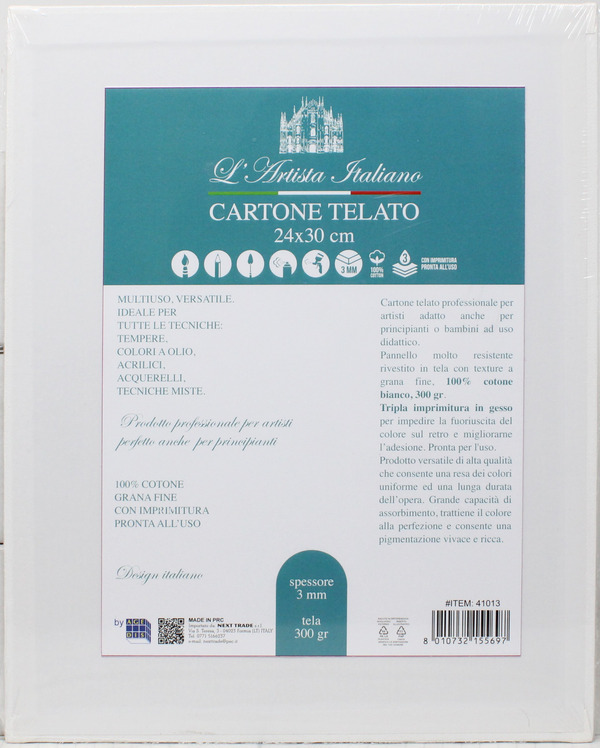 L'Artista Italiano
CARTONE TELATO
24x30 cm
3 MM
100%
COTTON
3
CON IMPRIMITURA
PRONTA ALL'USO
MULTIUSO, VERSATILE.
IDEALE PER
TUTTE LE TECNICHE:
TEMPERE,
COLORI A OLIO,
ACRILICI,
ACQUERELLI,
TECNICHE MISTE.
Prodotto professionale per artisti
perfetto anche per principianti
100% COTONE
GRANA FINE
CON IMPRIMITURA
PRONTA ALL'USO
Design italiano
Cartone telato professionale per
artisti adatto anche per
principianti o bambini ad uso
didattico.
Pannello molto resistente
rivestito in tela con texture a
grana fine, 100% cotone
bianco, 300 gr.
Tripla imprimitura in gesso
per impedire la fuoriuscita del
colore sul retro e migliorarne
l'adesione. Pronta per l'uso.
Prodotto versatile di alta qualità
che consente una resa dei colori
uniforme ed una lunga durata
dell'opera. Grande capacità di
assorbimento, trattiene il colore
alla perfezione e consente una
pigmentazione vivace e ricca.
spessore
3 mm
tela
300 gr
by AGE
DIS
MADE IN PRC
Importato da: NEXT TRADE s.r.l.
#ITEM: 41013
8 010732 155697